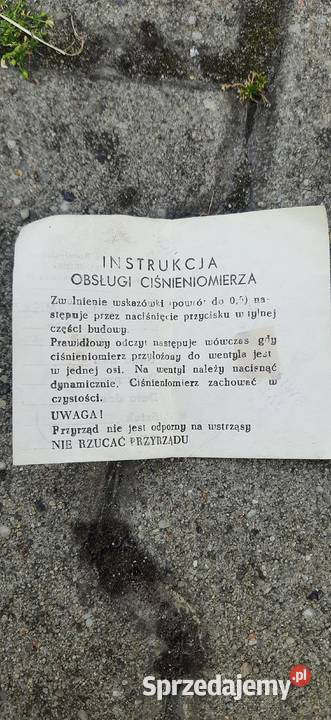 INSTRUKCJA
OBSŁUGI CIŚNIENIOMIERZA
Zwolnienie wskazówki (powrót do 0,5) na-
stępuje przez naciśnięcie przycisku w tylnej
części budowy.
Prawidłowy odczyt następuje wówczas gdy
ciśnieniomierz przyłożony do wentyla jest
w jednej osi. Na wentyl należy nacisnąć
dynamicznie. Ciśnieniomierz zachować w
czystości.
UWAGA!
Przyrząd nie jest odporny na wstrząsy
NIE RZUCAĆ PRZYRZĄDU
Sprzedajemy.pl